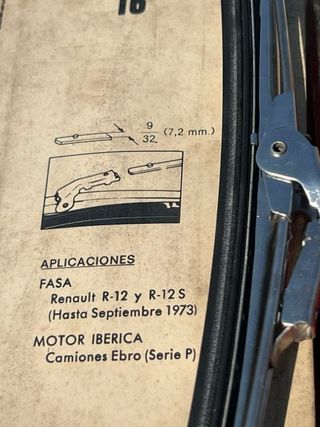 16
9
32 (7,2 mm.)
APLICACIONES
FASA
Renault R-12 y R-12 S
(Hasta Septiembre 1973)
MOTOR IBERICA
Camiones Ebro (Serie P)